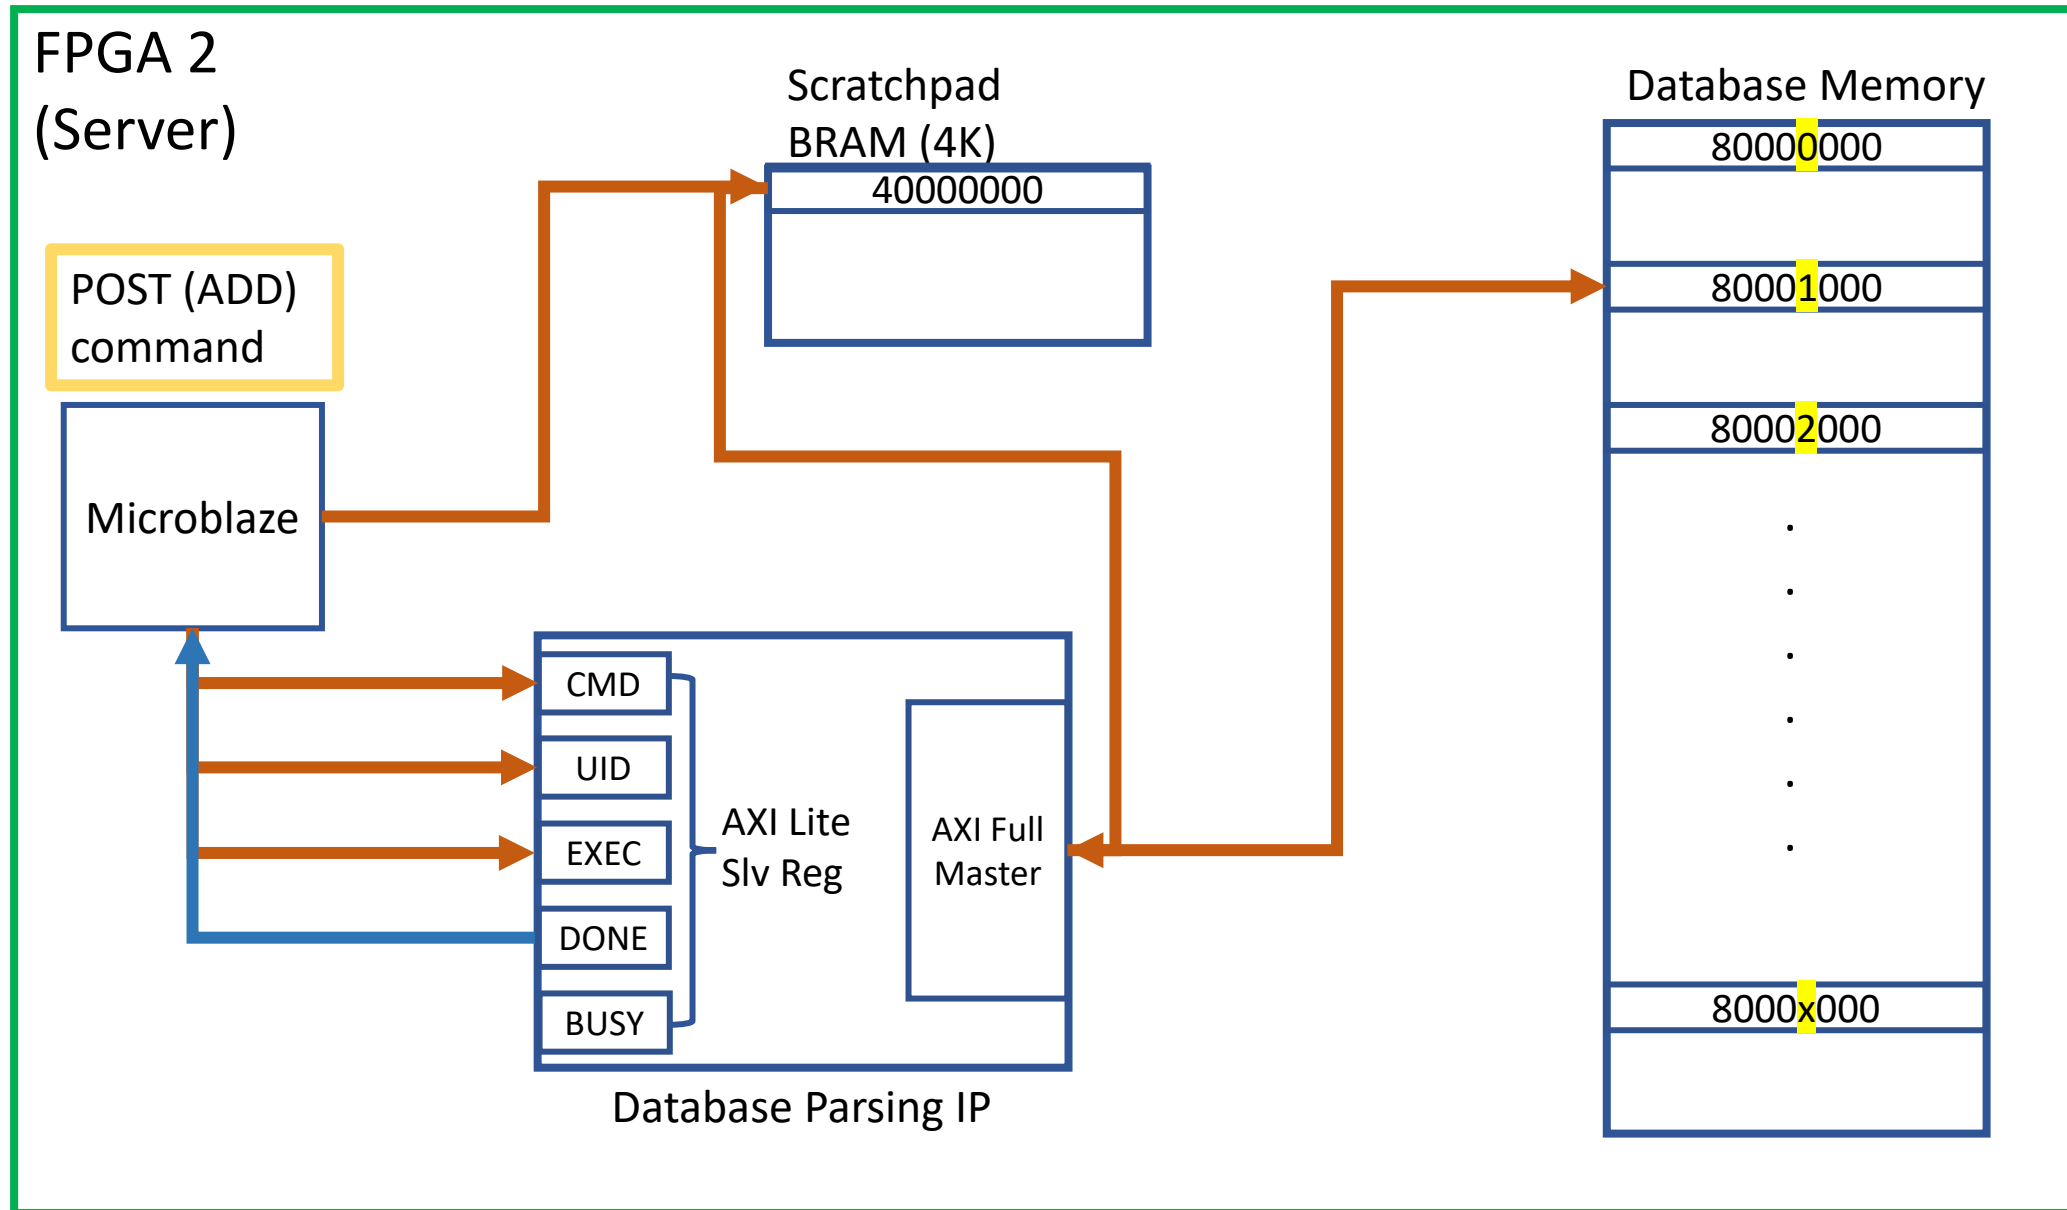 FPGA 2
(Server)
Scratchpad
BRAM (4K)
40000000
Database Memory
80000000
80001000
80002000
.
.
.
.
.
.
8000x000
POST (ADD)
command
Microblaze
CMD
UID
EXEC
DONE
BUSY
AXI Lite
Slv Reg
AXI Full
Master
Database Parsing IP